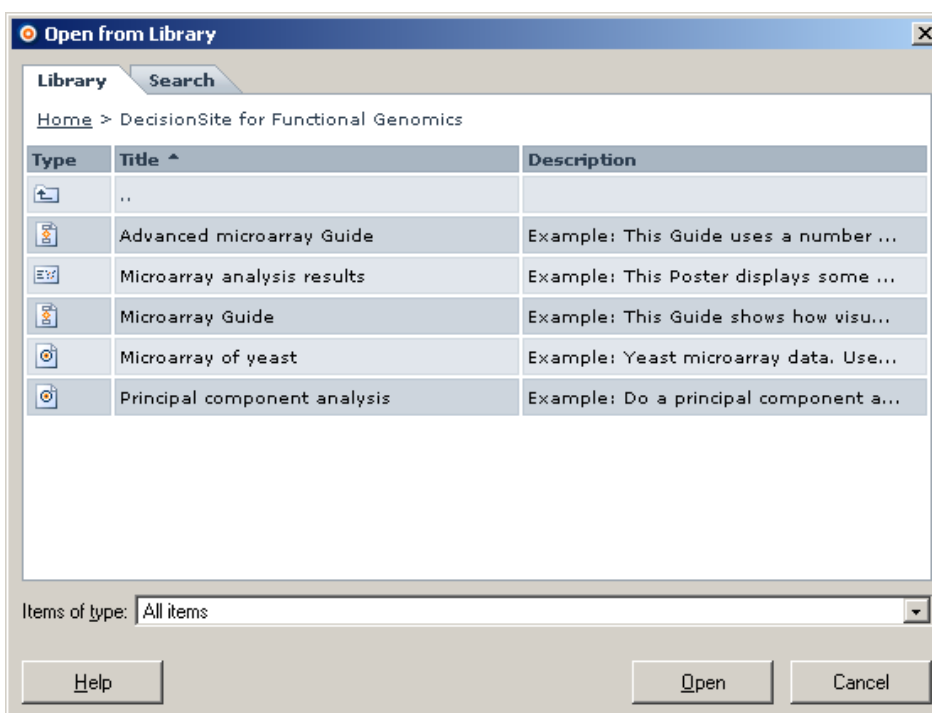 Open from Library
Library Search
Home > DecisionSite for Functional Genomics
Type Title Description
..
Advanced microarray Guide Example: This Guide uses a number ...
Microarray analysis results Example: This Poster displays some ...
Microarray Guide Example: This Guide shows how visu...
Microarray of yeast Example: Yeast microarray data. Use...
Principal component analysis Example: Do a principal component a...
Items of type: All items
Help Open Cancel